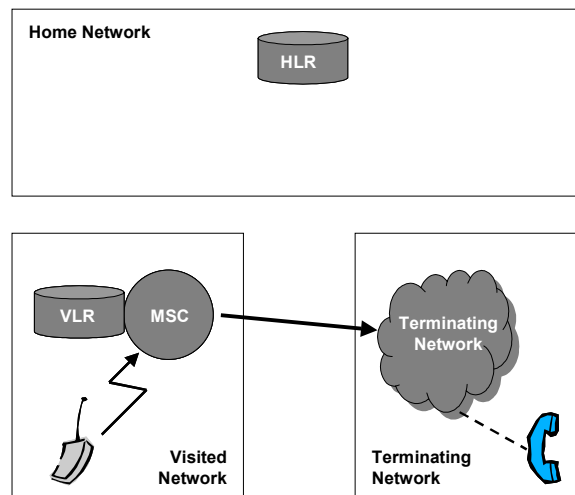 Home Network
HLR
VLR
MSC
Terminating
Network
Visited
Network
Terminating
Network